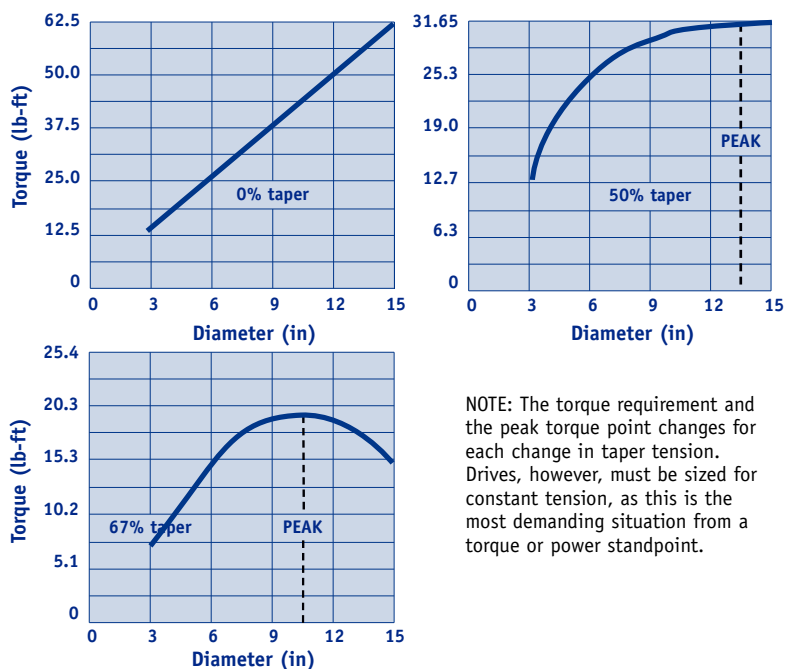 62.5
50.0
37.5
25.0
12.5
0
Torque (lb-ft)
0% taper
0 3 6 9 12 15
Diameter (in)
31.65
25.3
19.0
12.7
6.3
0
PEAK
50% taper
0 3 6 9 12 15
Diameter (in)
25.4
20.3
15.3
10.2
5.1
0
Torque (lb-ft)
67% taper
PEAK
0 3 6 9 12 15
Diameter (in)
NOTE: The torque requirement and
the peak torque point changes for
each change in taper tension.
Drives, however, must be sized for
constant tension, as this is the
most demanding situation from a
torque or power standpoint.